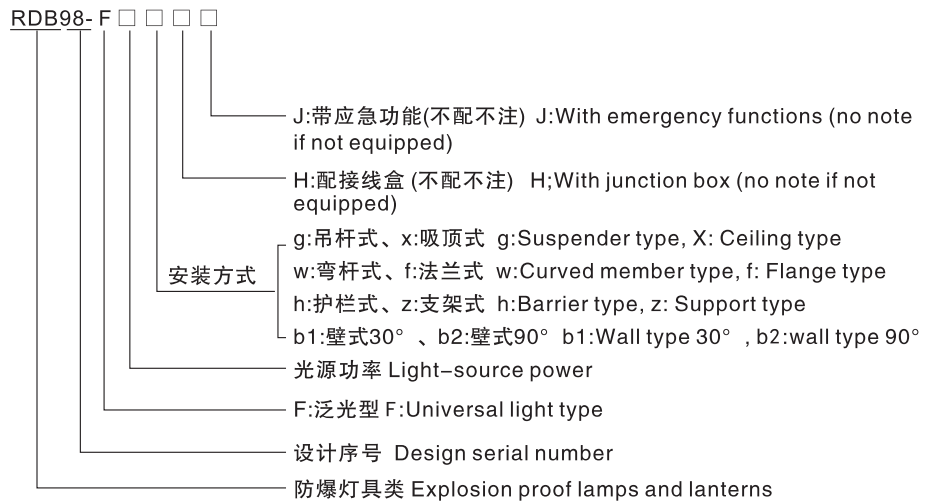 RDB98-F□□□□
J:带应急功能(不配不注) J:With emergency functions (no note
if not equipped)
H:配接线盒 (不配不注) H;With junction box (no note if not
equipped)
g:吊杆式、x:吸顶式 g:Suspender type, X: Ceiling type
w:弯杆式、f:法兰式 w:Curved member type, f: Flange type
安装方式
h:护栏式、z:支架式 h:Barrier type, z: Support type
b1:壁式30° 、b2:壁式90° b1:Wall type 30° , b2:wall type 90°
光源功率 Light-source power
F:泛光型 F:Universal light type
设计序号 Design serial number
防爆灯具类 Explosion proof lamps and lanterns